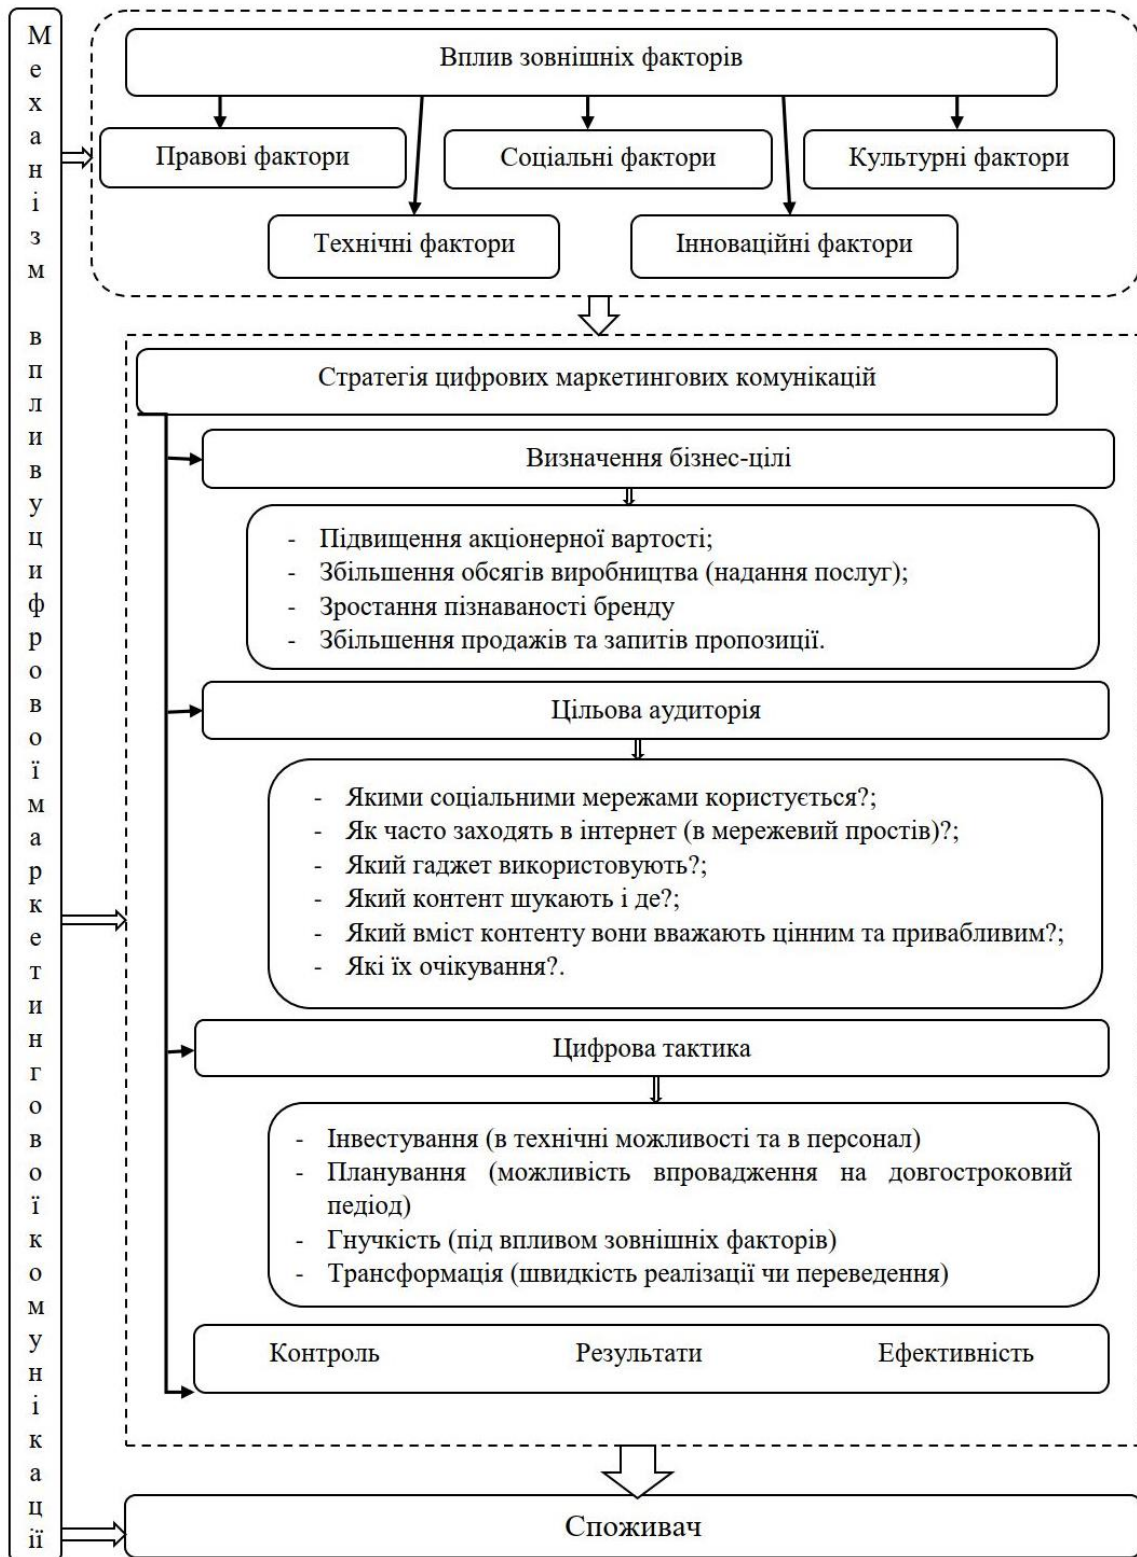 Механізм впливу цифрової маркетингової комунікації
Вплив зовнішніх факторів
Правові фактори
Соціальні фактори
Культурні фактори
Технічні фактори
Інноваційні фактори
Стратегія цифрових маркетингових комунікацій
Визначення бізнес-цілі
- Підвищення акціонерної вартості;
- Збільшення обсягів виробництва (надання послуг);
- Зростання пізнаваності бренду
- Збільшення продажів та запитів пропозиції.
Цільова аудиторія
- Якими соціальними мережами користується?;
- Як часто заходять в інтернет (в мережевий простів)?;
- Який гаджет використовують?;
- Який контент шукають і де?;
- Який вміст контенту вони вважають цінним та привабливим?;
- Які їх очікування?.
Цифрова тактика
- Інвестування (в технічні можливості та в персонал)
- Планування (можливість впровадження на довгостроковий
педіод)
- Гнучкість (під впливом зовнішніх факторів)
- Трансформація (швидкість реалізації чи переведення)
Контроль Результати Ефективність
Споживач